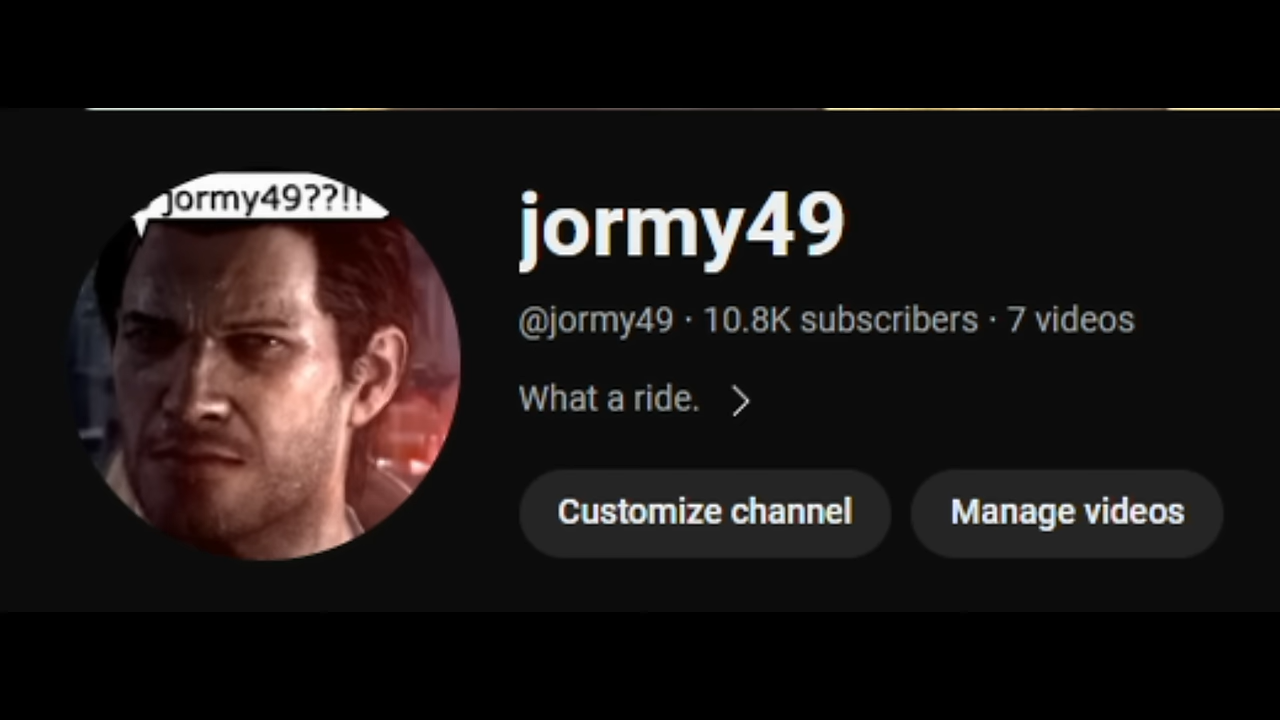 jormy49??!!
jormy49
@jormy49 · 10.8K subscribers · 7 videos
What a ride.
Customize channel
Manage videos